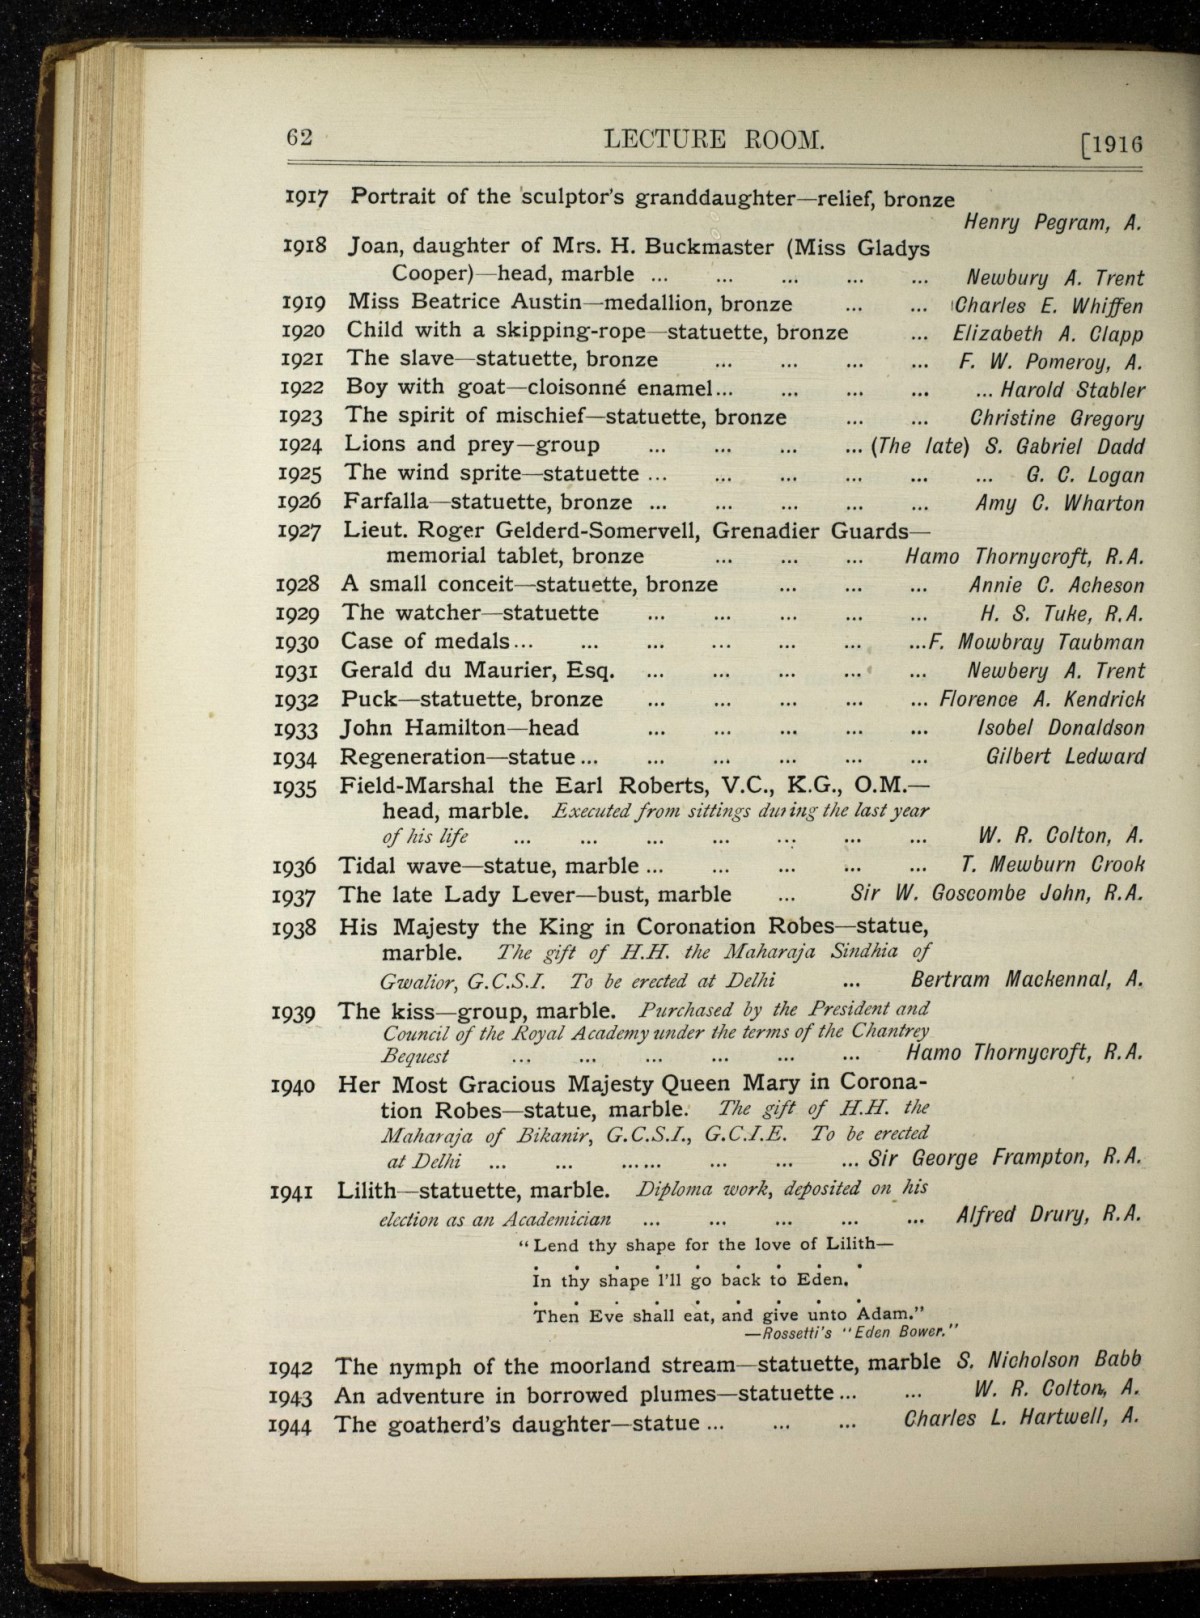 62 LECTURE ROOM. [1916
1917 Portrait of the sculptor's granddaughter—relief, bronze
Henry Pegram, A.
1918 Joan, daughter of Mrs. H. Buckmaster (Miss Gladys
Cooper)—head, marble ... ... ... ... ... Newbury A. Trent
1919 Miss Beatrice Austin—medallion, bronze ... ... Charles E. Whiffen
1920 Child with a skipping-rope—statuette, bronze ... Elizabeth A. Clapp
1921 The slave—statuette, bronze ... ... ... ... F. W. Pomeroy, A.
1922 Boy with goat—cloisonné enamel... ... ... ... ... Harold Stabler
1923 The spirit of mischief—statuette, bronze ... ... Christine Gregory
1924 Lions and prey—group ... ... ... ... (The late) S. Gabriel Dadd
1925 The wind sprite—statuette ... ... ... ... ... ... G. C. Logan
1926 Farfalla—statuette, bronze ... ... ... ... ... Amy C. Wharton
1927 Lieut. Roger Gelderd-Somervell, Grenadier Guards—
memorial tablet, bronze ... ... ... Hamo Thornycroft, R.A.
1928 A small conceit—statuette, bronze ... ... ... Annie C. Acheson
1929 The watcher—statuette ... ... ... ... ... H. S. Tuke, R.A.
1930 Case of medals... ... ... ... ... ... ...F. Mowbray Taubman
1931 Gerald du Maurier, Esq. ... ... ... ... ... Newbery A. Trent
1932 Puck—statuette, bronze ... ... ... ... ... Florence A. Kendrick
1933 John Hamilton—head ... ... ... ... ... Isobel Donaldson
1934 Regeneration—statue... ... ... ... ... ... Gilbert Ledward
1935 Field-Marshal the Earl Roberts, V.C., K.G., O.M.—
head, marble. Executed from sittings during the last year
of his life ... ... ... ... ... ... ... W. R. Colton, A.
1936 Tidal wave—statue, marble ... ... ... ... ... T. Mewburn Crook
1937 The late Lady Lever—bust, marble ... Sir W. Goscombe John, R.A.
1938 His Majesty the King in Coronation Robes—statue,
marble. The gift of H.H. the Maharaja Sindhia of
Gwalior, G.C.S.I. To be erected at Delhi ... Bertram Mackennal, A.
1939 The kiss—group, marble. Purchased by the President and
Council of the Royal Academy under the terms of the Chantrey
Bequest ... ... ... ... ... ... Hamo Thornycroft, R.A.
1940 Her Most Gracious Majesty Queen Mary in Corona-
tion Robes—statue, marble. The gift of H.H. the
Maharaja of Bikanir, G.C.S.I., G.C.I.E. To be erected
at Delhi ... ... ...... ... ... ... Sir George Frampton, R.A.
1941 Lilith—statuette, marble. Diploma work, deposited on his
election as an Academician ... ... ... ... ... Alfred Drury, R.A.
"Lend thy shape for the love of Lilith—
. . . . . .
In thy shape I'll go back to Eden.
. . . . . .
Then Eve shall eat, and give unto Adam."
—Rossetti's "Eden Bower."
1942 The nymph of the moorland stream—statuette, marble S. Nicholson Babb
1943 An adventure in borrowed plumes—statuette... ... W. R. Colton, A.
1944 The goatherd's daughter—statue ... ... ... Charles L. Hartwell, A.